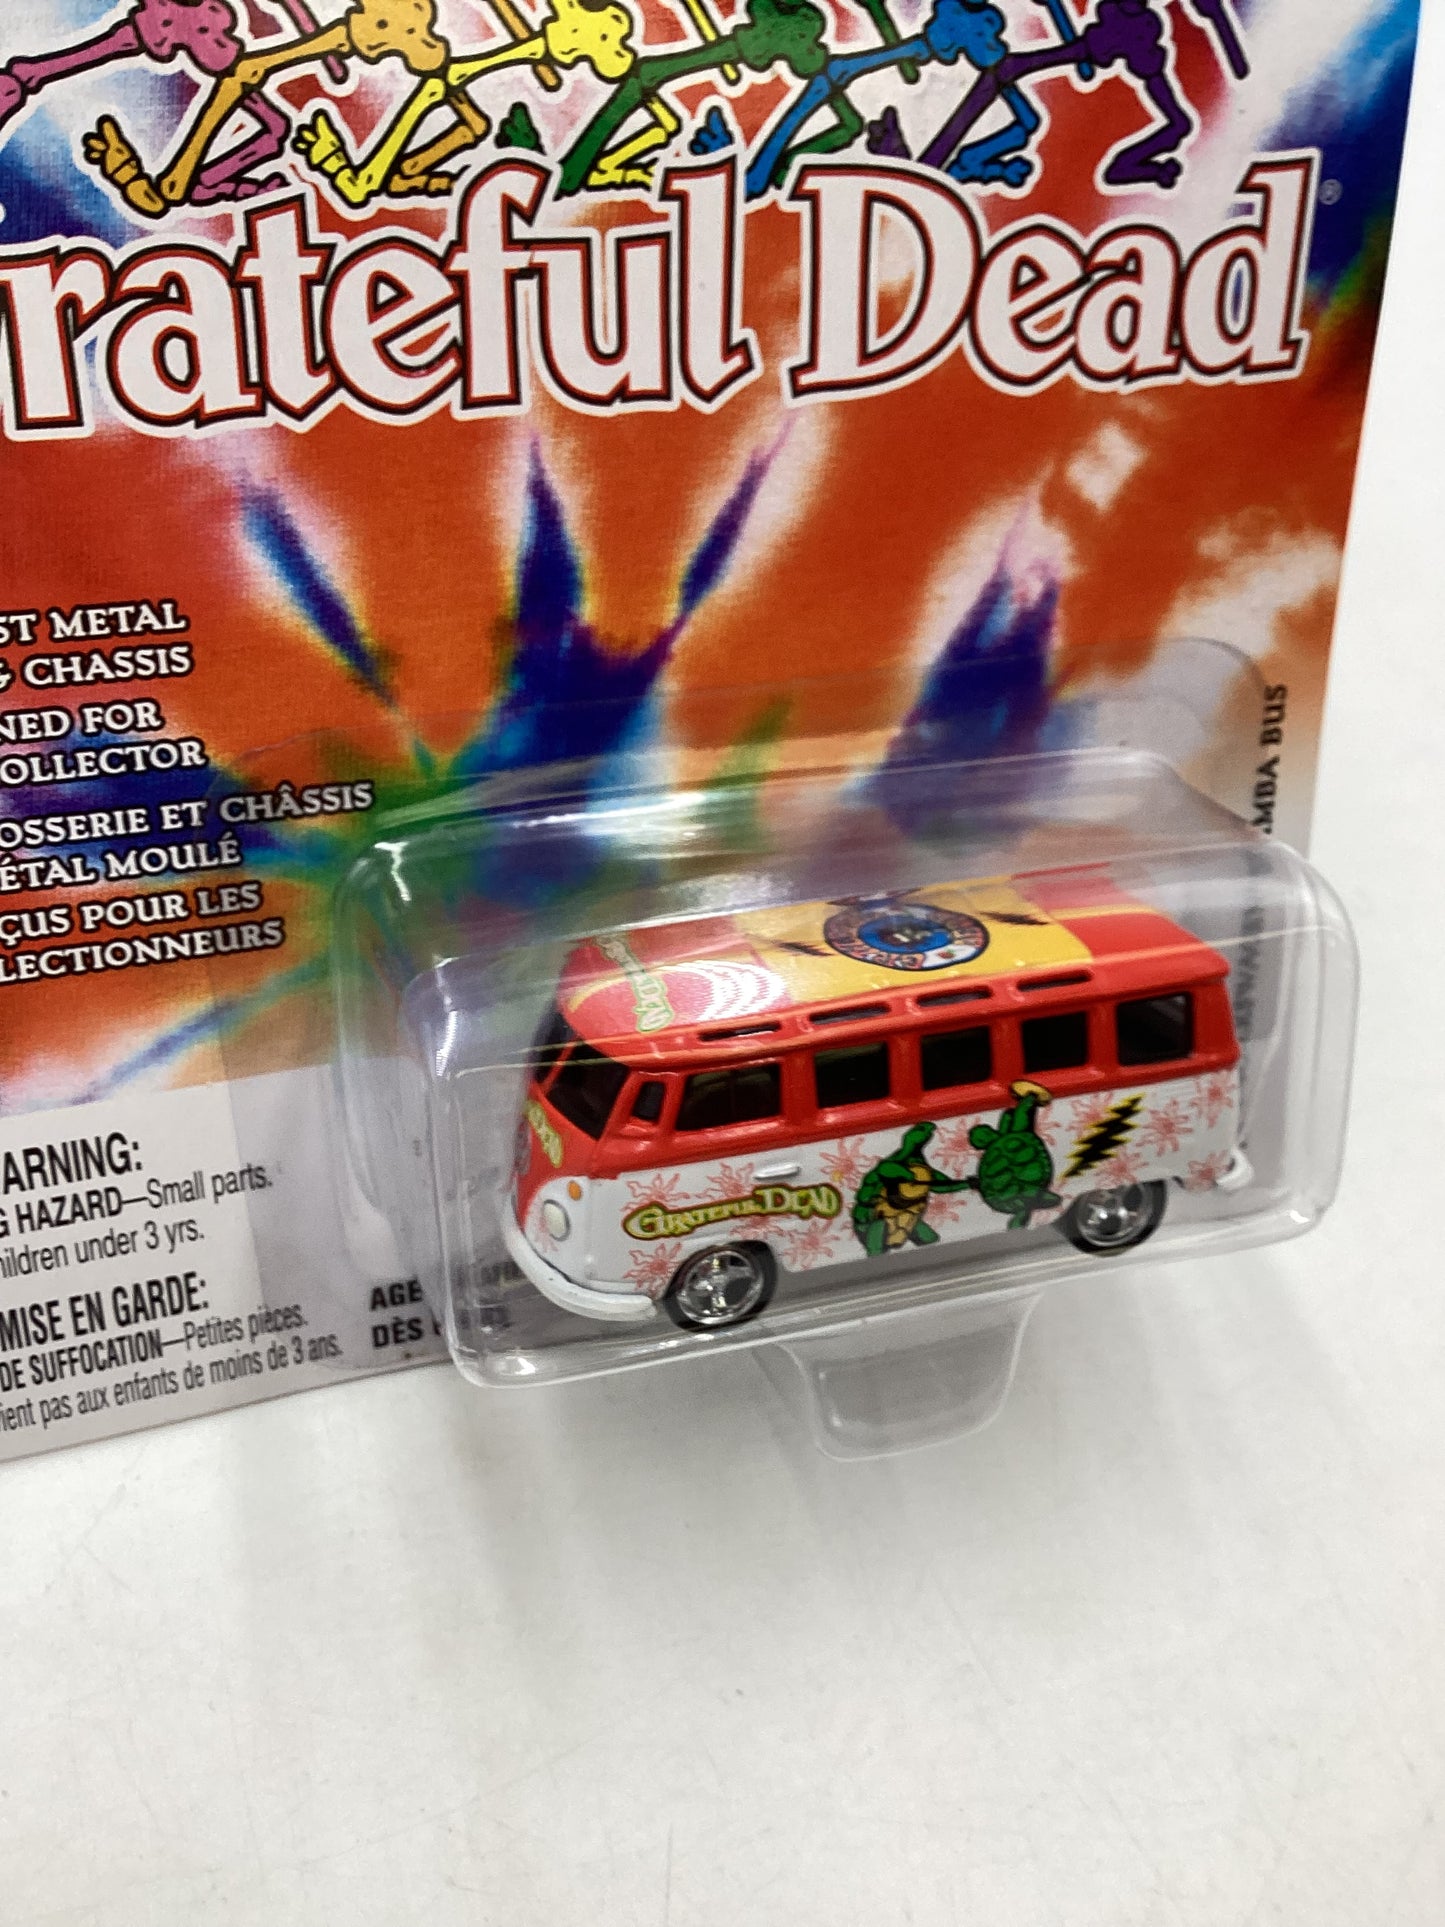 rateful Dead®
ST METAL
& CHASSIS
NED FOR
OLLECTOR
OSSERIE ET CHÂSSIS
ÉTAL MOULÉ
ÇUS POUR LES
LECTIONNEURS
MBA BUS
GRATEFUL DEAD
ARNING:
G HAZARD—Small parts.
hildren under 3 yrs.
MISE EN GARDE:
DE SUFFOCATION—Petites pièces.
ient pas aux enfants de moins de 3 ans.
AGE
DÈS